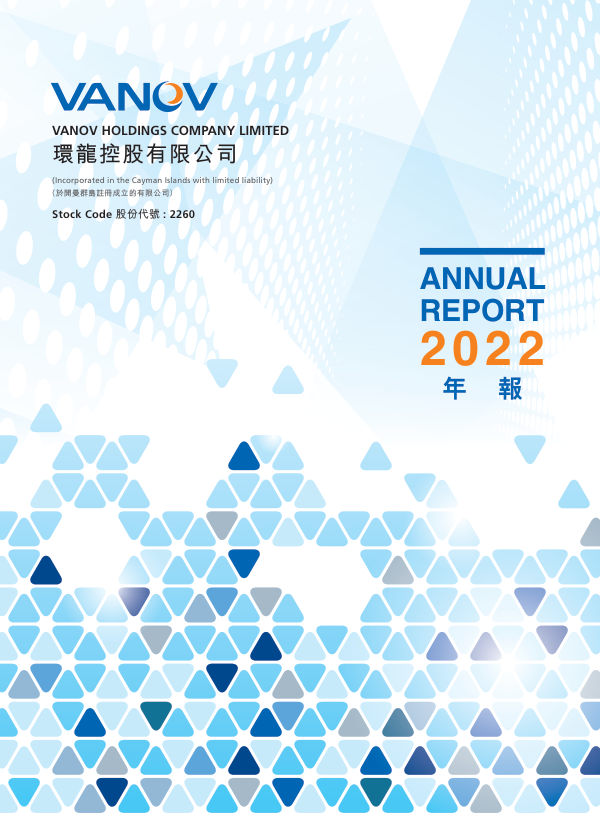 VANOV
VANOV HOLDINGS COMPANY LIMITED
環龍控股有限公司
(Incorporated in the Cayman Islands with limited liability)
(於開曼群島註冊成立的有限公司)
Stock Code 股份代號 : 2260
ANNUAL
REPORT
2022
年 報